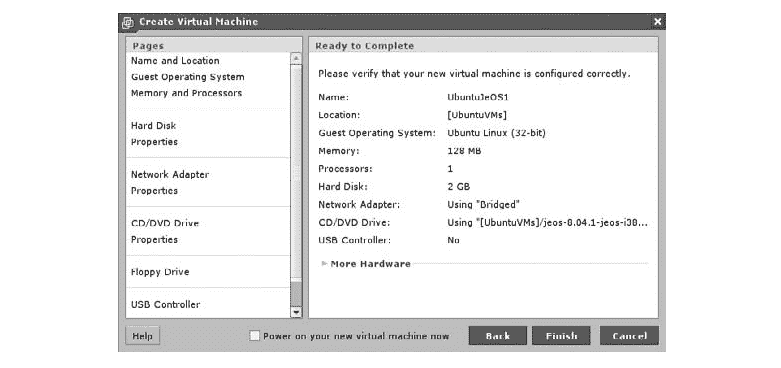 Create Virtual Machine
Pages
Name and Location
Guest Operating System
Memory and Processors
Hard Disk
Properties
Network Adapter
Properties
CD/DVD Drive
Properties
Floppy Drive
USB Controller
Ready to Complete
Please verify that your new virtual machine is configured correctly.
Name: UbuntuJeOS1
Location: [UbuntuVMs]
Guest Operating System: Ubuntu Linux (32-bit)
Memory: 128 MB
Processors: 1
Hard Disk: 2 GB
Network Adapter: Using "Bridged"
CD/DVD Drive: Using "[UbuntuVMs]/jeos-8.04.1-jeos-i38...
USB Controller: No
More Hardware
Help Power on your new virtual machine now Back Finish Cancel